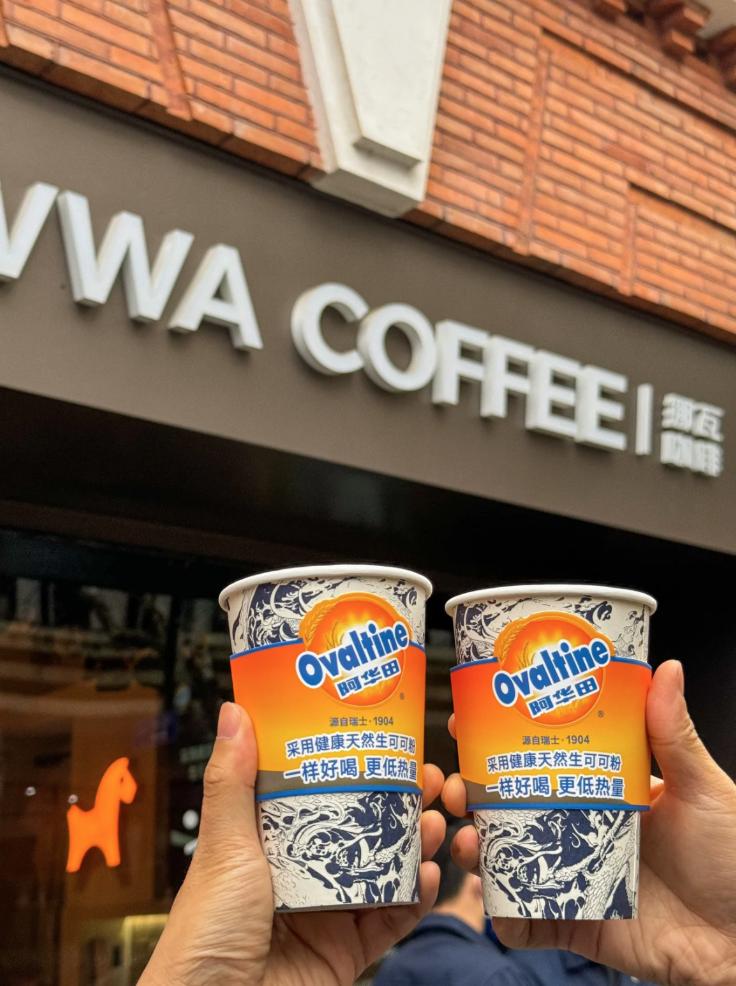 WA COFFEE
挪瓦
咖啡
Ovaltine
阿华田
®
源自瑞士·1904
采用健康天然生可可粉
一样好喝 更低热量
Ovaltine
阿华田
®
源自瑞士·1904
采用健康天然生可可粉
一样好喝 更低热量